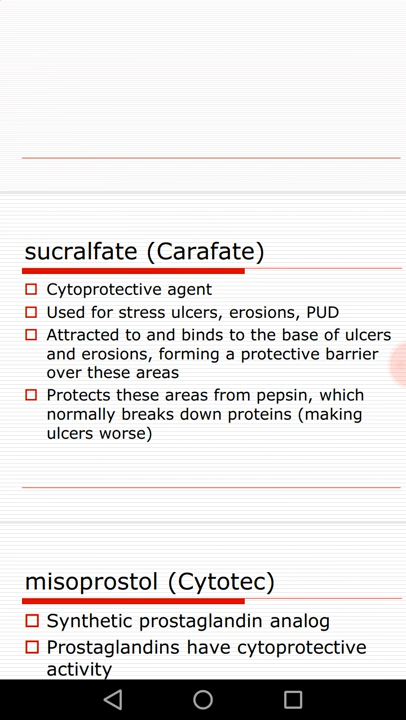 sucralfate (Carafate)
Cytoprotective agent
Used for stress ulcers, erosions, PUD
Attracted to and binds to the base of ulcers
and erosions, forming a protective barrier
over these areas
Protects these areas from pepsin, which
normally breaks down proteins (making
ulcers worse)
misoprostol (Cytotec)
Synthetic prostaglandin analog
Prostaglandins have cytoprotective
activity